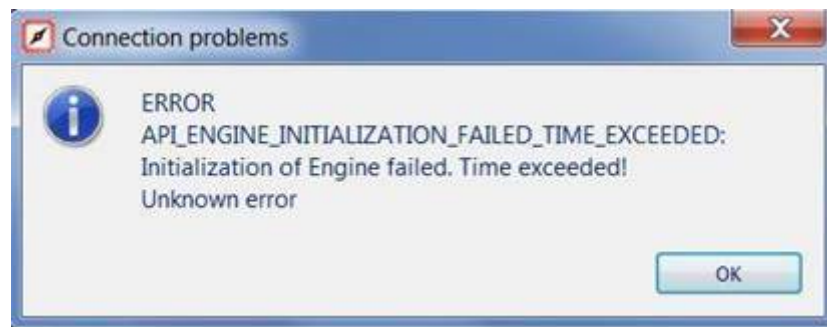 Connection problems
ERROR
API_ENGINE_INITIALIZATION_FAILED_TIME_EXCEEDED:
Initialization of Engine failed. Time exceeded!
Unknown error
OK